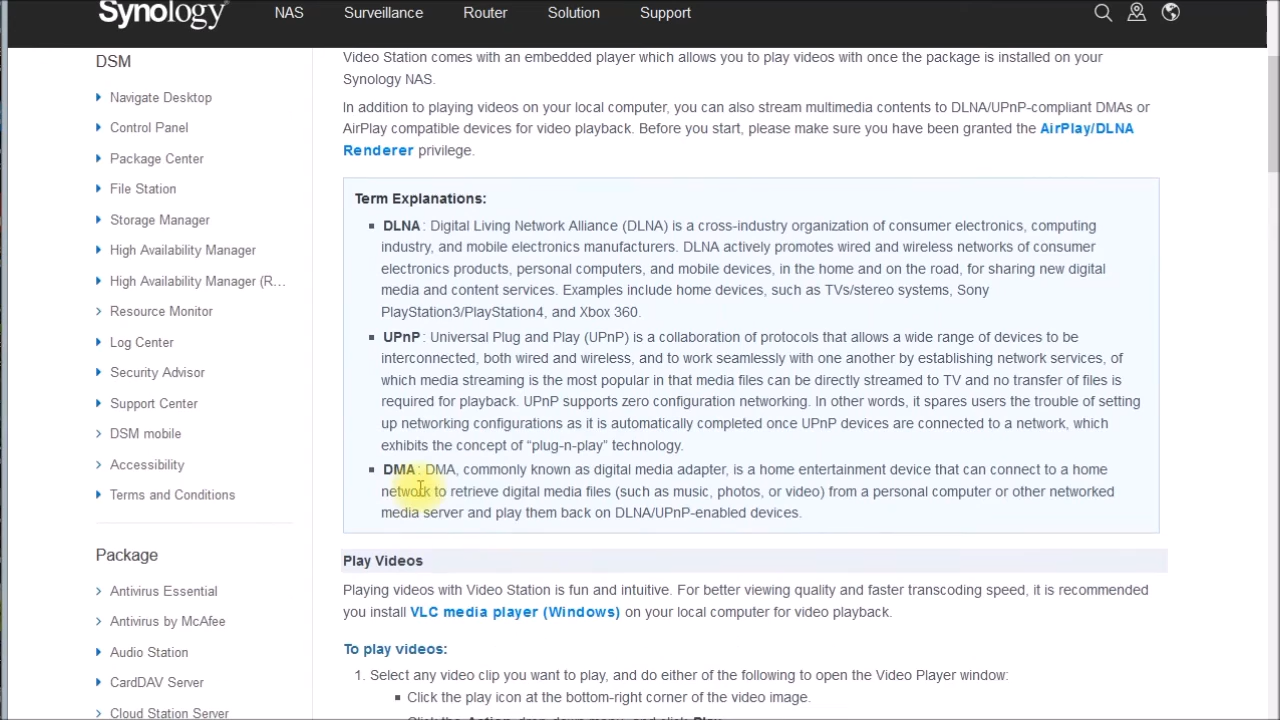 Synology
NAS
Surveillance
Router
Solution
Support
DSM
Navigate Desktop
Control Panel
Package Center
File Station
Storage Manager
High Availability Manager
High Availability Manager (R...
Resource Monitor
Log Center
Security Advisor
Support Center
DSM mobile
Accessibility
Terms and Conditions
Package
Antivirus Essential
Antivirus by McAfee
Audio Station
CardDAV Server
Cloud Station Server
Video Station comes with an embedded player which allows you to play videos with once the package is installed on your
Synology NAS.
In addition to playing videos on your local computer, you can also stream multimedia contents to DLNA/UPnP-compliant DMAs or
AirPlay compatible devices for video playback. Before you start, please make sure you have been granted the AirPlay/DLNA
Renderer privilege.
Term Explanations:
DLNA: Digital Living Network Alliance (DLNA) is a cross-industry organization of consumer electronics, computing
industry, and mobile electronics manufacturers. DLNA actively promotes wired and wireless networks of consumer
electronics products, personal computers, and mobile devices, in the home and on the road, for sharing new digital
media and content services. Examples include home devices, such as TVs/stereo systems, Sony
PlayStation3/PlayStation4, and Xbox 360.
UPnP: Universal Plug and Play (UPnP) is a collaboration of protocols that allows a wide range of devices to be
interconnected, both wired and wireless, and to work seamlessly with one another by establishing network services, of
which media streaming is the most popular in that media files can be directly streamed to TV and no transfer of files is
required for playback. UPnP supports zero configuration networking. In other words, it spares users the trouble of setting
up networking configurations as it is automatically completed once UPnP devices are connected to a network, which
exhibits the concept of “plug-n-play” technology.
DMA: DMA, commonly known as digital media adapter, is a home entertainment device that can connect to a home
network to retrieve digital media files (such as music, photos, or video) from a personal computer or other networked
media server and play them back on DLNA/UPnP-enabled devices.
Play Videos
Playing videos with Video Station is fun and intuitive. For better viewing quality and faster transcoding speed, it is recommended
you install VLC media player (Windows) on your local computer for video playback.
To play videos:
1. Select any video clip you want to play, and do either of the following to open the Video Player window:
Click the play icon at the bottom-right corner of the video image.
Click the Action drop-down menu, and click Play.